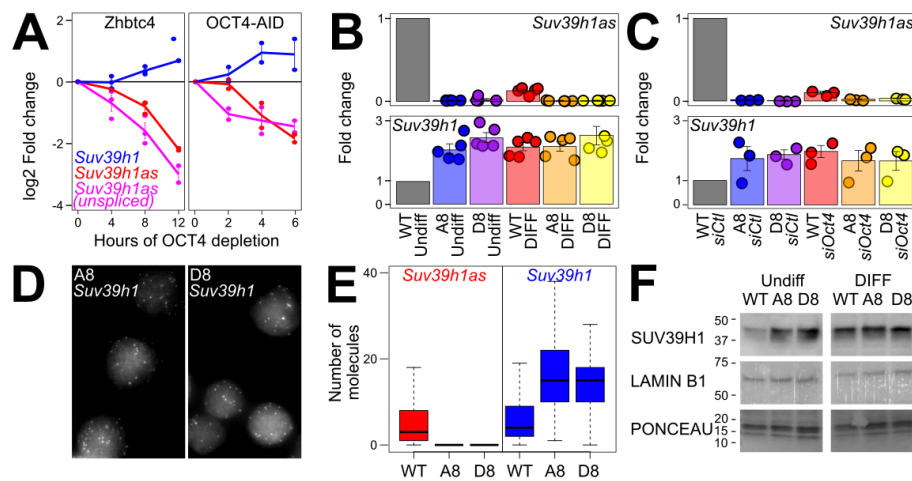 A
Zhbtc4
OCT4-AID
log2 Fold change
2
0
-2
-4
Suv39h1
Suv39h1as
Suv39h1as
(unspliced)
0 4 8 12 0 2 4 6
Hours of OCT4 depletion
B
Suv39h1as
Fold change
1
0
Suv39h1
3
1
0
WT Undiff
A8 Undiff
D8 Undiff
WT DIFF
A8 DIFF
D8 DIFF
C
Suv39h1as
Fold change
1
0
Suv39h1
3
1
0
WT siCtl
A8 siCtl
D8 siCtl
WT siOct4
A8 siOct4
D8 siOct4
D
A8
Suv39h1
D8
Suv39h1
E
Suv39h1as
Suv39h1
Number of
molecules
40
20
0
WT A8 D8 WT A8 D8
F
Undiff DIFF
WT A8 D8 WT A8 D8
SUV39H1
50
37
LAMIN B1
75
50
PONCEAU
20
15
10